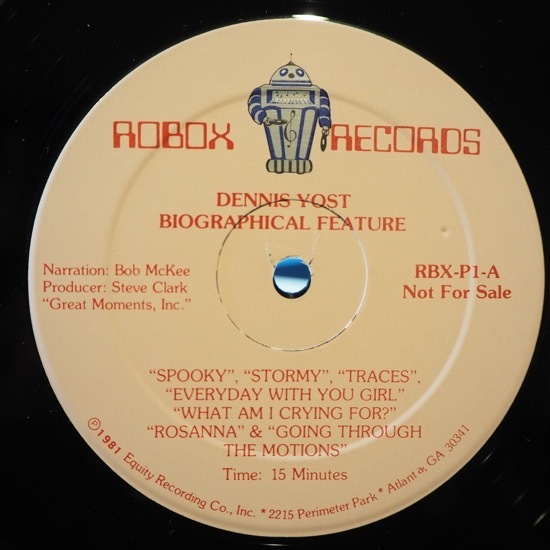 ROBOX RECORDS
DENNIS YOST
BIOGRAPHICAL FEATURE
Narration: Bob McKee
Producer: Steve Clark
“Great Moments, Inc.”
RBX-P1-A
Not For Sale
“SPOOKY”, “STORMY”, “TRACES”,
“EVERYDAY WITH YOU GIRL”
“WHAT AM I CRYING FOR?”
“ROSANNA” & “GOING THROUGH
THE MOTIONS”
Time: 15 Minutes
℗1981 Equity Recording Co., Inc. * 2215 Perimeter Park * Atlanta, GA 30341